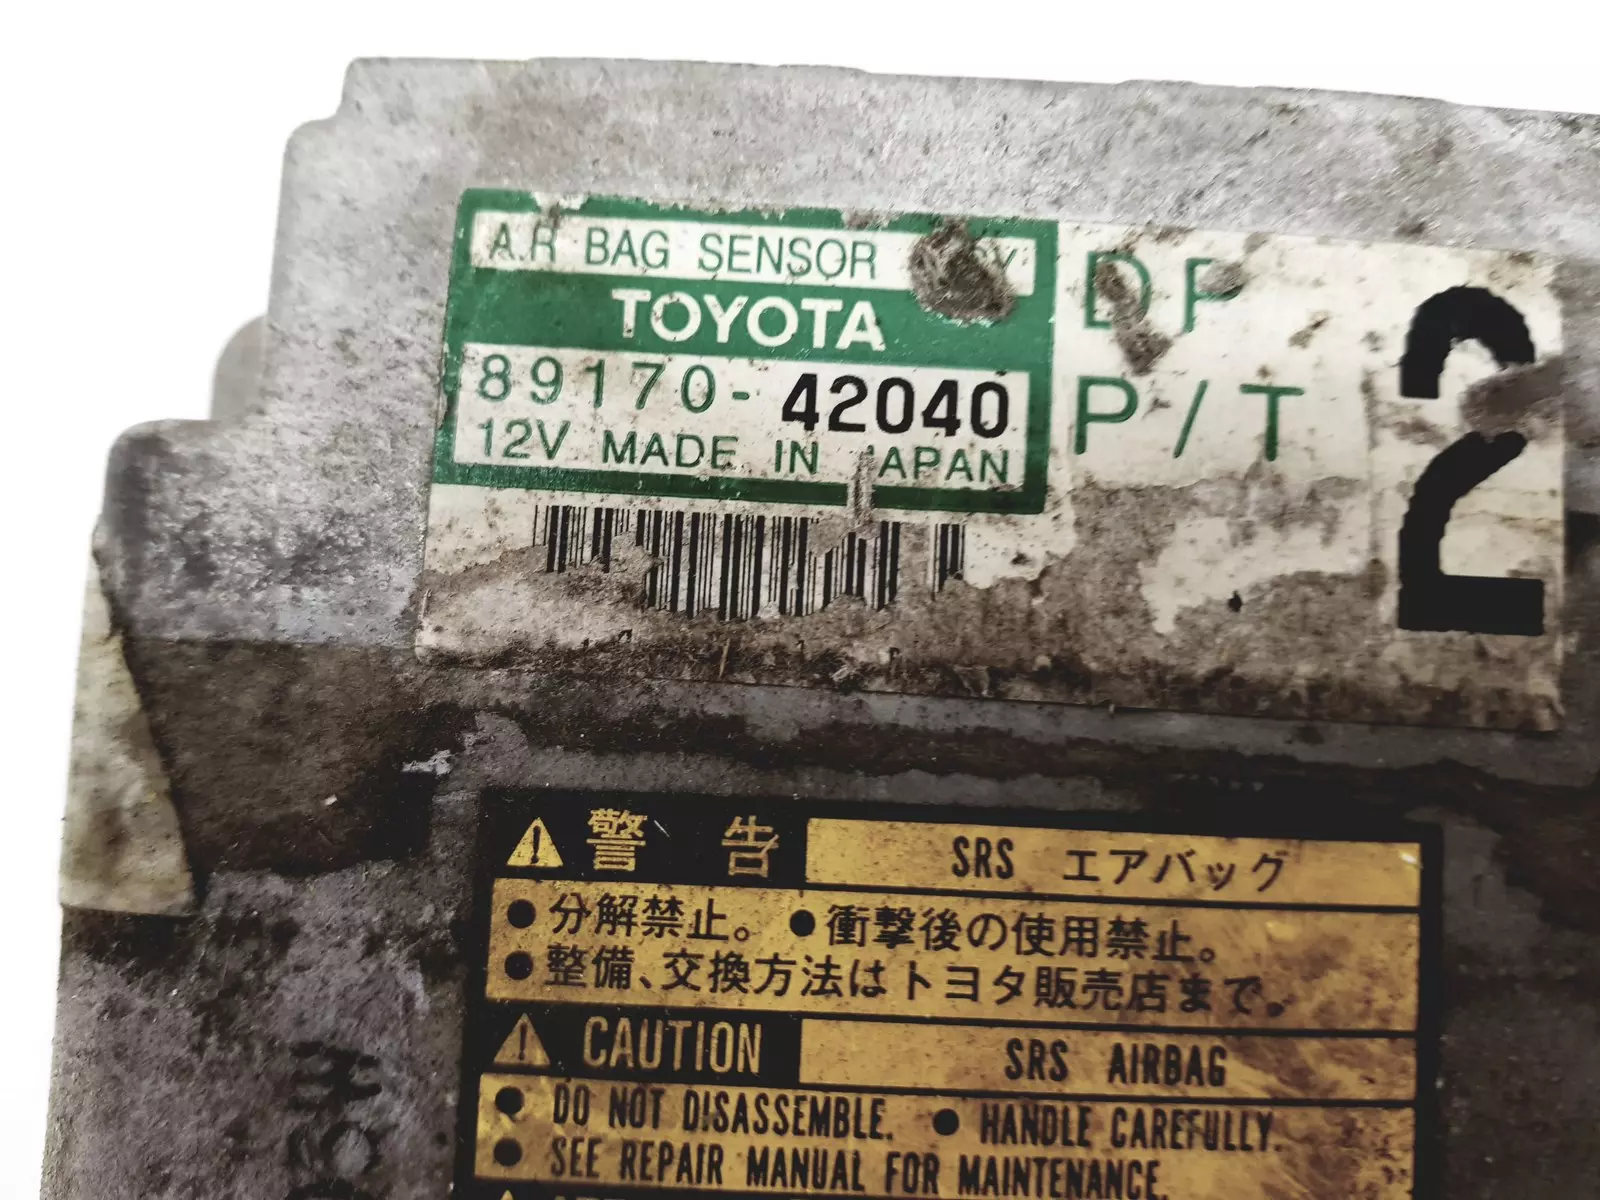 BAG SENSOR
TOYOTA
89170-42040
12V MADE IN JAPAN
DP
P/T
2
2
警告 SRS エアバッグ
●分解禁止。 ●衝撃後の使用禁止。
●整備、交換方法はトヨタ販売店まで。
CAUTION SRS AIRBAG
● DO NOT DISASSEMBLE. ● HANDLE CAREFULLY.
● SEE REPAIR MANUAL FOR MAINTENANCE.